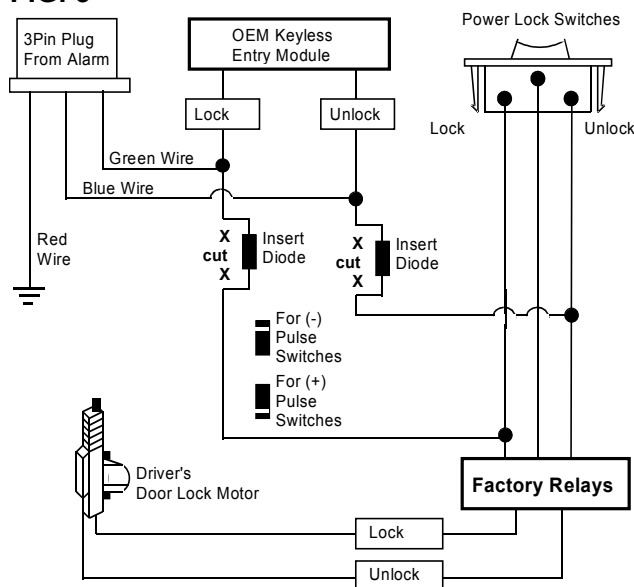 Power Lock Switches
3Pin Plug
From Alarm
OEM Keyless
Entry Module
Lock
Unlock
Lock
Unlock
Green Wire
Blue Wire
Red
Wire
X
cut
X
Insert
Diode
X
cut
X
Insert
Diode
For (-)
Pulse
Switches
For (+)
Pulse
Switches
Driver's
Door Lock Motor
Factory Relays
Lock
Unlock